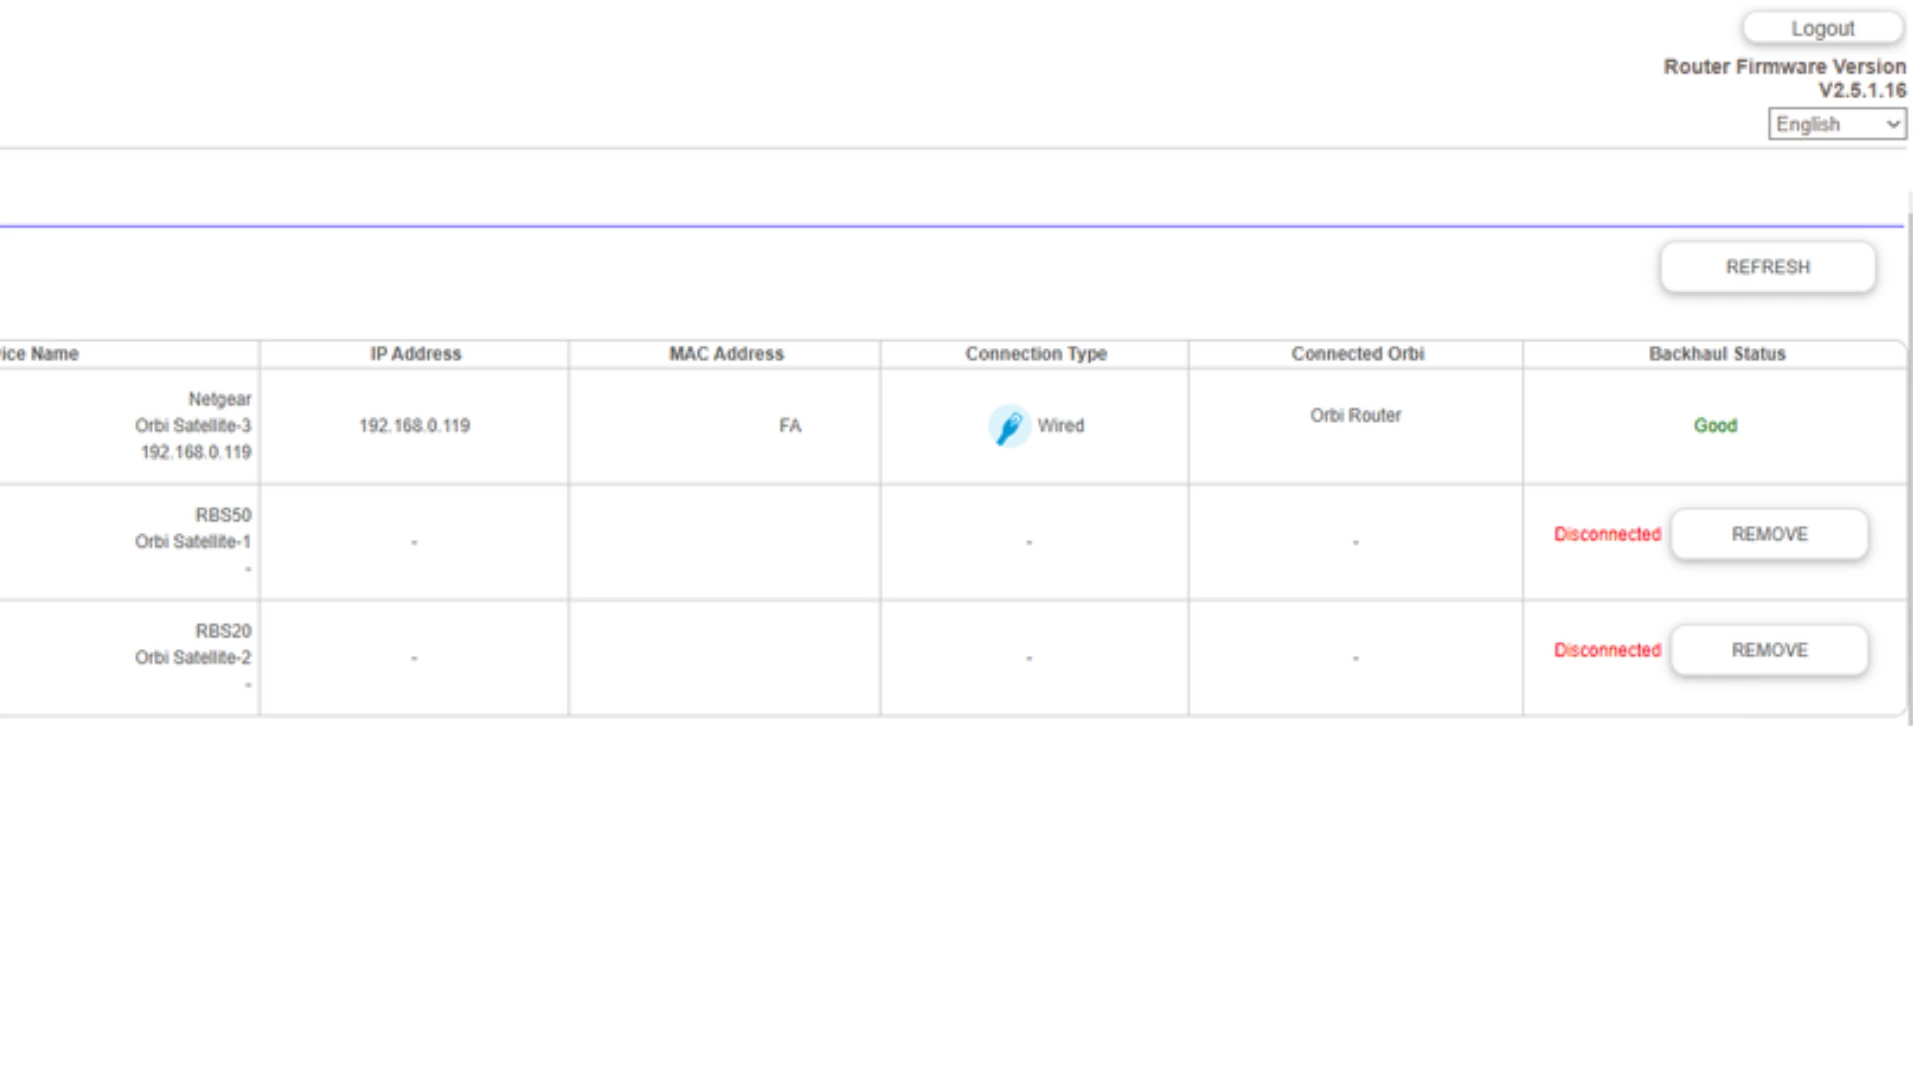 Logout
Router Firmware Version
V2.5.1.16
English
REFRESH
ice Name
IP Address
MAC Address
Connection Type
Connected Orbi
Backhaul Status
Netgear
Orbi Satellite-3
192.168.0.119
192.168.0.119
FA
Wired
Orbi Router
Good
RBS50
Orbi Satellite-1
-
-
-
-
Disconnected
REMOVE
RBS20
Orbi Satellite-2
-
-
-
-
Disconnected
REMOVE